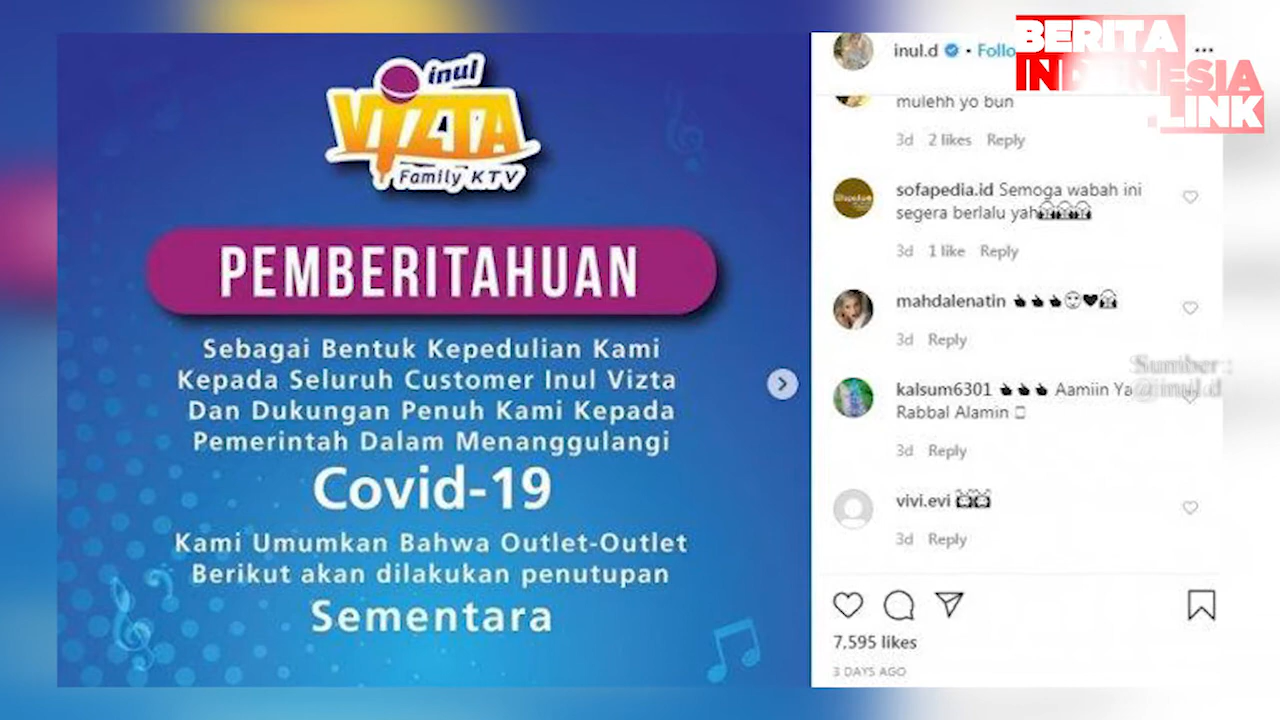 inul
VIZTA
Family KTV
PEMBERITAHUAN
Sebagai Bentuk Kepedulian Kami
Kepada Seluruh Customer Inul Vizta
Dan Dukungan Penuh Kami Kepada
Pemerintah Dalam Menanggulangi
Covid-19
Kami Umumkan Bahwa Outlet-Outlet
Berikut akan dilakukan penutupan
Sementara
inul.d • Follo
BERITA
INDONESIA
LINK
mulehh yo bun
3d 2 likes Reply
sofapedia.id Semoga wabah ini
segera berlalu yah
3d 1 like Reply
mahdalenatin
3d Reply
Sumber :
@inul.d
kalsum6301 Aamiin Ya
Rabbal Alamin
3d Reply
vivi.evi
3d Reply
7,595 likes
3 DAYS AGO